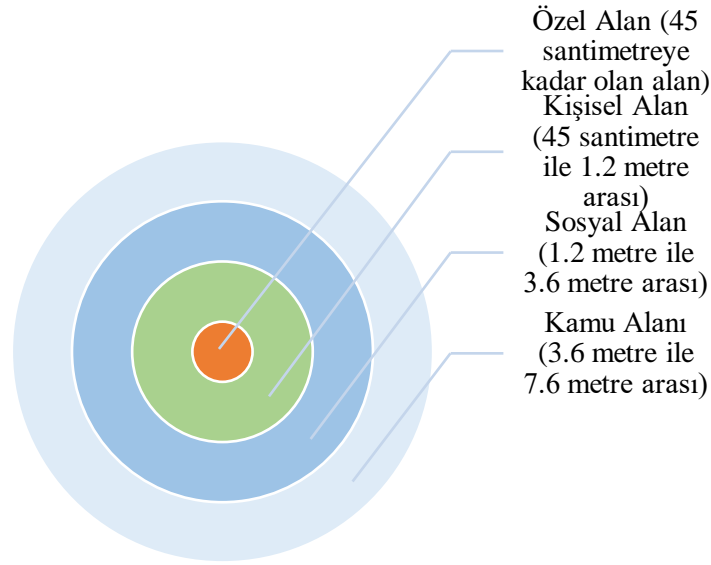 Özel Alan (45
santimetreye
kadar olan alan)
Kişisel Alan
(45 santimetre
ile 1.2 metre
arası)
Sosyal Alan
(1.2 metre ile
3.6 metre arası)
Kamu Alanı
(3.6 metre ile
7.6 metre arası)